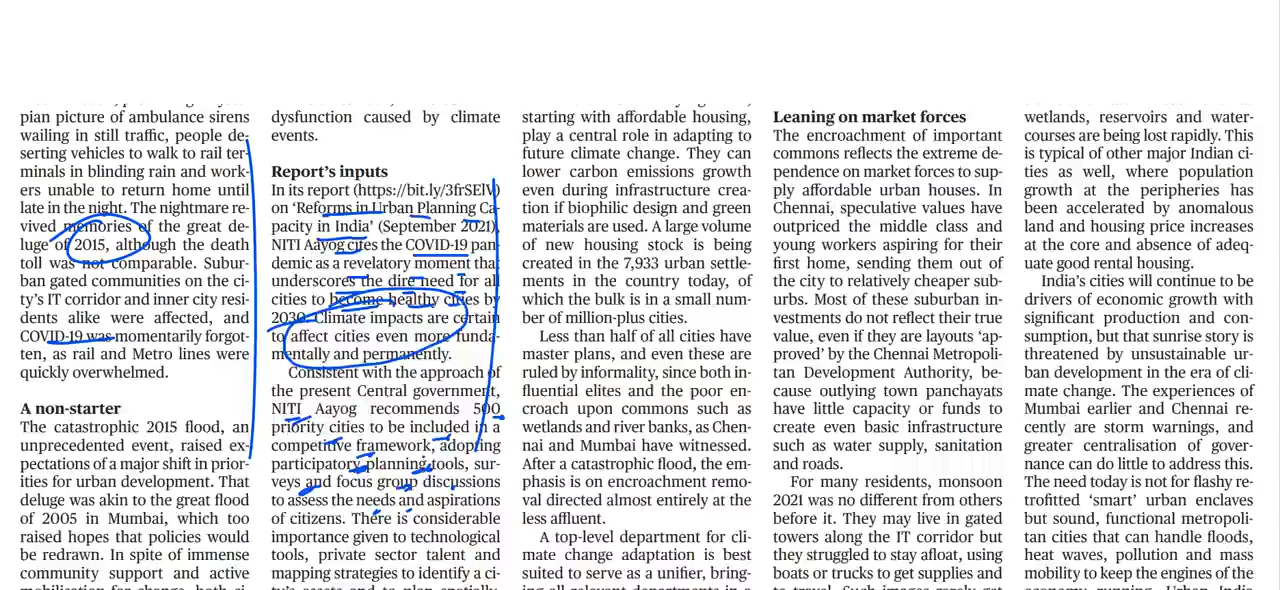 pian picture of ambulance sirens
wailing in still traffic, people de-
serting vehicles to walk to rail ter-
minals in blinding rain and work-
ers unable to return home until
late in the night. The nightmare re-
vived memories of the great de-
luge of 2015, although the death
toll was not comparable. Subur-
ban gated communities on the ci-
ty's IT corridor and inner city resi-
dents alike were affected, and
COVID-19 was momentarily forgot-
ten, as rail and Metro lines were
quickly overwhelmed.
A non-starter
The catastrophic 2015 flood, an
unprecedented event, raised ex-
pectations of a major shift in prior-
ities for urban development. That
deluge was akin to the great flood
of 2005 in Mumbai, which too
raised hopes that policies would
be redrawn. In spite of immense
community support and active
mobilisation for change, both ci-
dysfunction caused by climate
events.
Report's inputs
In its report (https://bit.ly/3frSElV)
on 'Reforms in Urban Planning Ca-
pacity in India' (September 2021),
NITI Aayog cites the COVID-19 pan-
demic as a revelatory moment that
underscores the dire need for all
cities to become healthy cities by
2030. Climate impacts are certain
to affect cities even more funda-
mentally and permanently.
Consistent with the approach of
the present Central government,
NITI Aayog recommends 500
priority cities to be included in a
competitive framework, adopting
participatory planning tools, sur-
veys and focus group discussions
to assess the needs and aspirations
of citizens. There is considerable
importance given to technological
tools, private sector talent and
mapping strategies to identify a ci-
ty's assets and to plan spatially.
starting with affordable housing,
play a central role in adapting to
future climate change. They can
lower carbon emissions growth
even during infrastructure crea-
tion if biophilic design and green
materials are used. A large volume
of new housing stock is being
created in the 7,933 urban settle-
ments in the country today, of
which the bulk is in a small num-
ber of million-plus cities.
Less than half of all cities have
master plans, and even these are
ruled by informality, since both in-
fluential elites and the poor en-
croach upon commons such as
wetlands and river banks, as Chen-
nai and Mumbai have witnessed.
After a catastrophic flood, the em-
phasis is on encroachment remo-
val directed almost entirely at the
less affluent.
A top-level department for cli-
mate change adaptation is best
suited to serve as a unifier, bring-
ing all relevant departments in a
Leaning on market forces
The encroachment of important
commons reflects the extreme de-
pendence on market forces to sup-
ply affordable urban houses. In
Chennai, speculative values have
outpriced the middle class and
young workers aspiring for their
first home, sending them out of
the city to relatively cheaper sub-
urbs. Most of these suburban in-
vestments do not reflect their true
value, even if they are layouts 'ap-
proved' by the Chennai Metropoli-
tan Development Authority, be-
cause outlying town panchayats
have little capacity or funds to
create even basic infrastructure
such as water supply, sanitation
and roads.
For many residents, monsoon
2021 was no different from others
before it. They may live in gated
towers along the IT corridor but
they struggled to stay afloat, using
boats or trucks to get supplies and
to travel. Such images rarely get
wetlands, reservoirs and water-
courses are being lost rapidly. This
is typical of other major Indian ci-
ties as well, where population
growth at the peripheries has
been accelerated by anomalous
land and housing price increases
at the core and absence of adeq-
uate good rental housing.
India's cities will continue to be
drivers of economic growth with
significant production and con-
sumption, but that sunrise story is
threatened by unsustainable ur-
ban development in the era of cli-
mate change. The experiences of
Mumbai earlier and Chennai re-
cently are storm warnings, and
greater centralisation of gover-
nance can do little to address this.
The need today is not for flashy re-
trofitted 'smart' urban enclaves
but sound, functional metropoli-
tan cities that can handle floods,
heat waves, pollution and mass
mobility to keep the engines of the
economy running. Urban India